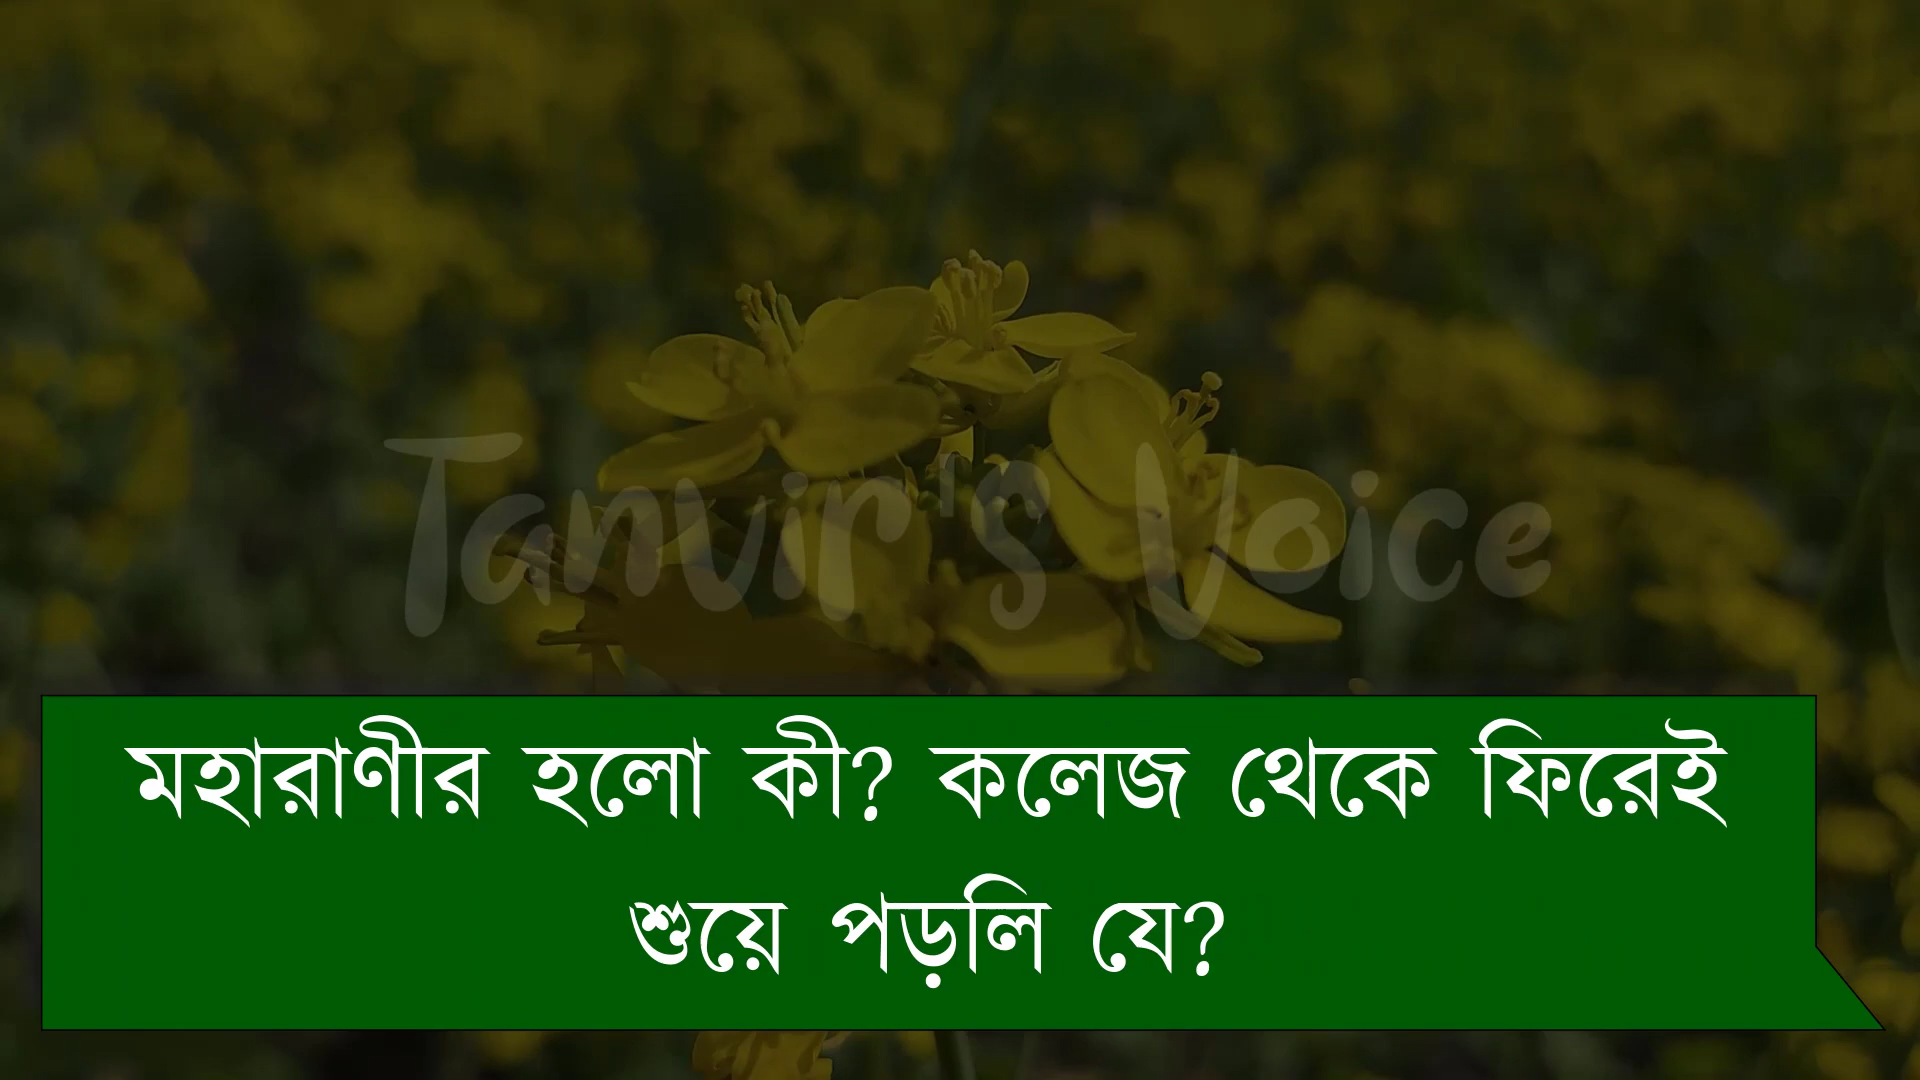 Tanvir's Voice
মহারাণীর হলো কী? কলেজ থেকে ফিরেই
শুয়ে পড়লি যে?